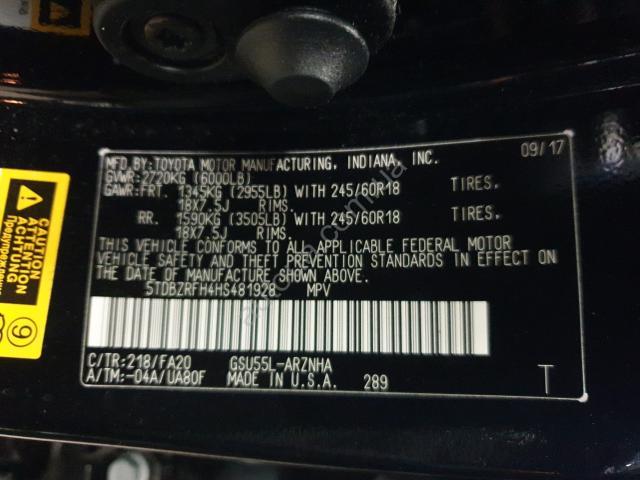 MFD.BY:TOYOTA MOTOR MANUFACTURING, INDIANA, INC. 09/17
GVWR:2720KG (6000LB)
GAWR:FRT. 1345KG (2955LB) WITH 245/60R18 TIRES,
18X7.5J RIMS.
RR. 1590KG (3505LB) WITH 245/60R18 TIRES,
18X7.5J RIMS.
THIS VEHICLE CONFORMS TO ALL APPLICABLE FEDERAL MOTOR
VEHICLE SAFETY AND THEFT PREVENTION STANDARDS IN EFFECT ON
THE DATE OF MANUFACTURE SHOWN ABOVE.
5TDBZRFH4HS481928 MPV
C/TR:218/FA20 GSU55L-ARZNHA
A/TM:-04A/UA80F MADE IN U.S.A. 289 T
CAUTION
ATTENTION
ACHTUNG
9